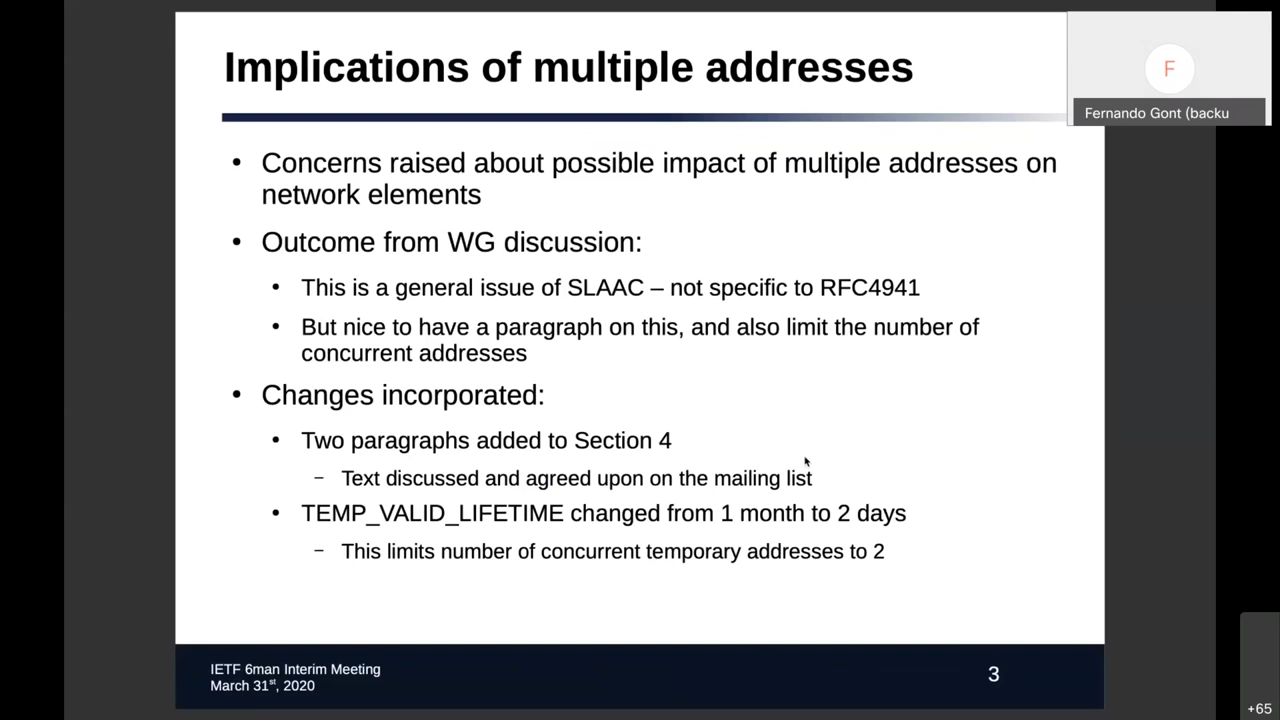 Implications of multiple addresses
F
Fernando Gont (backu
• Concerns raised about possible impact of multiple addresses on
network elements
• Outcome from WG discussion:
• This is a general issue of SLAAC – not specific to RFC4941
• But nice to have a paragraph on this, and also limit the number of
concurrent addresses
• Changes incorporated:
• Two paragraphs added to Section 4
– Text discussed and agreed upon on the mailing list
• TEMP_VALID_LIFETIME changed from 1 month to 2 days
– This limits number of concurrent temporary addresses to 2
IETF 6man Interim Meeting
March 31st, 2020
3
+65